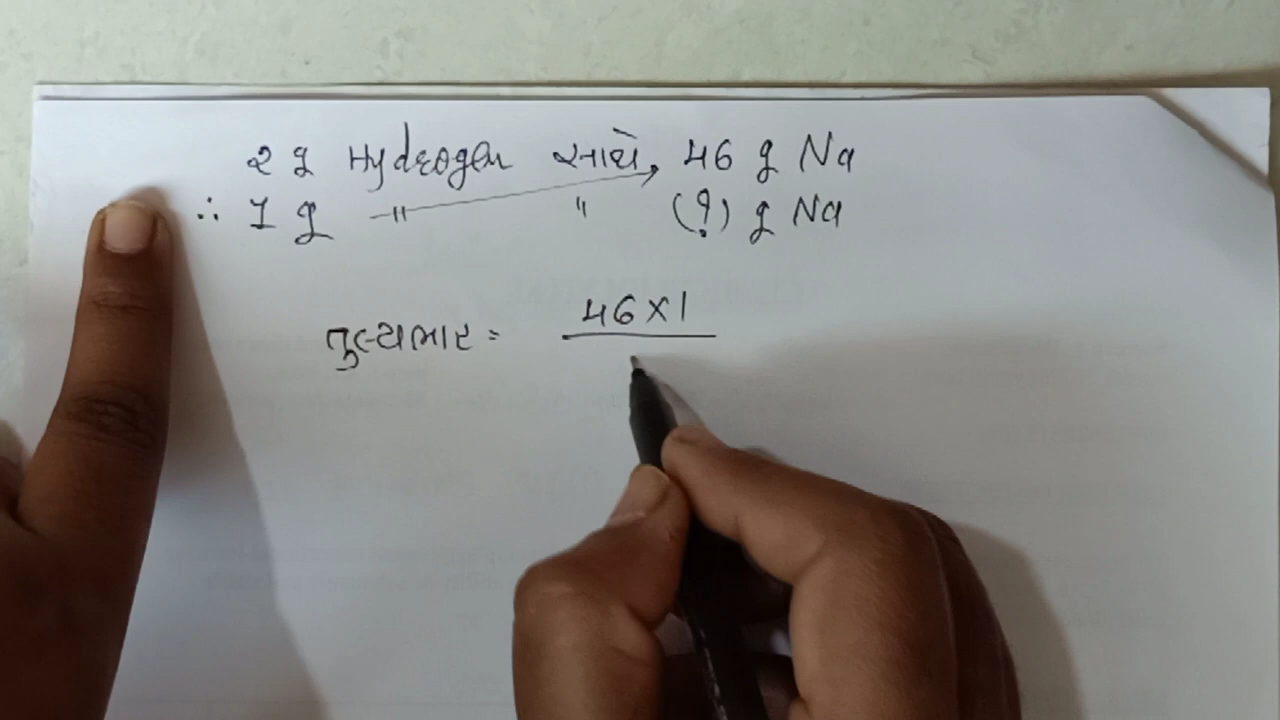 ૨ g Hydrogen સાથે 46 g Na
∴ 1 g —"— " (?) g Na
તુલ્યભાર = 46 × 1